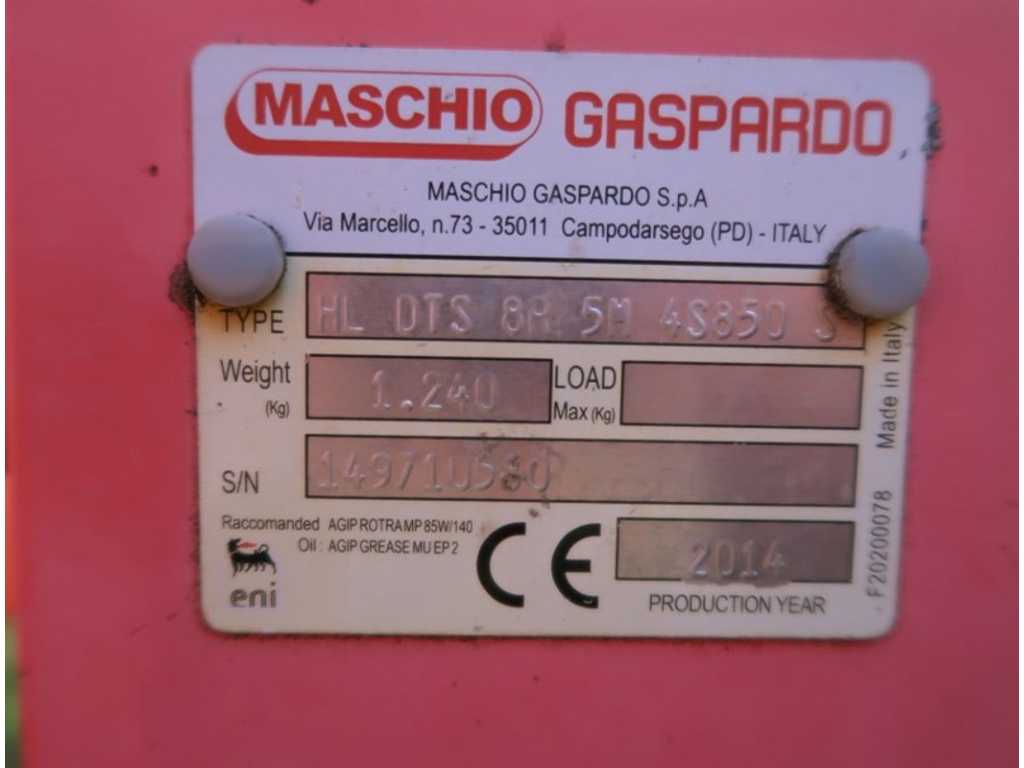 MASCHIO GASPARDO
MASCHIO GASPARDO S.p.A
Via Marcello, n.73 - 35011 Campodarsego (PD) - ITALY
TYPE HL DTS 8R 5M 4S850 S
Weight (Kg) 1.240 LOAD Max (Kg)
S/N
Raccomanded AGIP ROTRA MP 85W/140
Oil : AGIP GREASE MU EP 2
eni
CE
2014
PRODUCTION YEAR
F20200078 Made in Italy